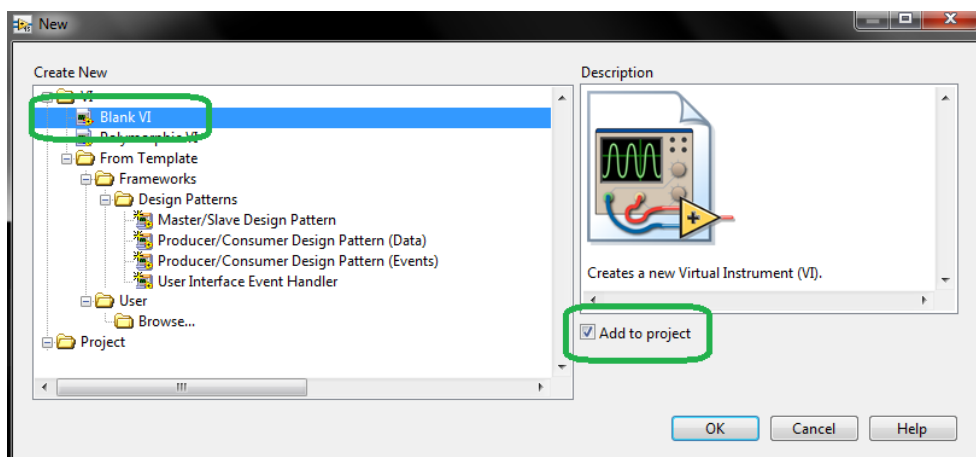 New
Create New
VI
Blank VI
Polymorphic VI
From Template
Frameworks
Design Patterns
Master/Slave Design Pattern
Producer/Consumer Design Pattern (Data)
Producer/Consumer Design Pattern (Events)
User Interface Event Handler
User
Browse...
Project
Description
Creates a new Virtual Instrument (VI).
Add to project
OK Cancel Help